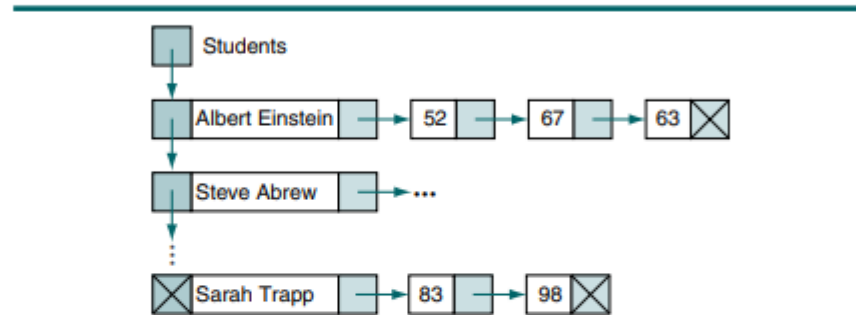 Students
Albert Einstein 52 67 63
Steve Abrew ...
Sarah Trapp 83 98